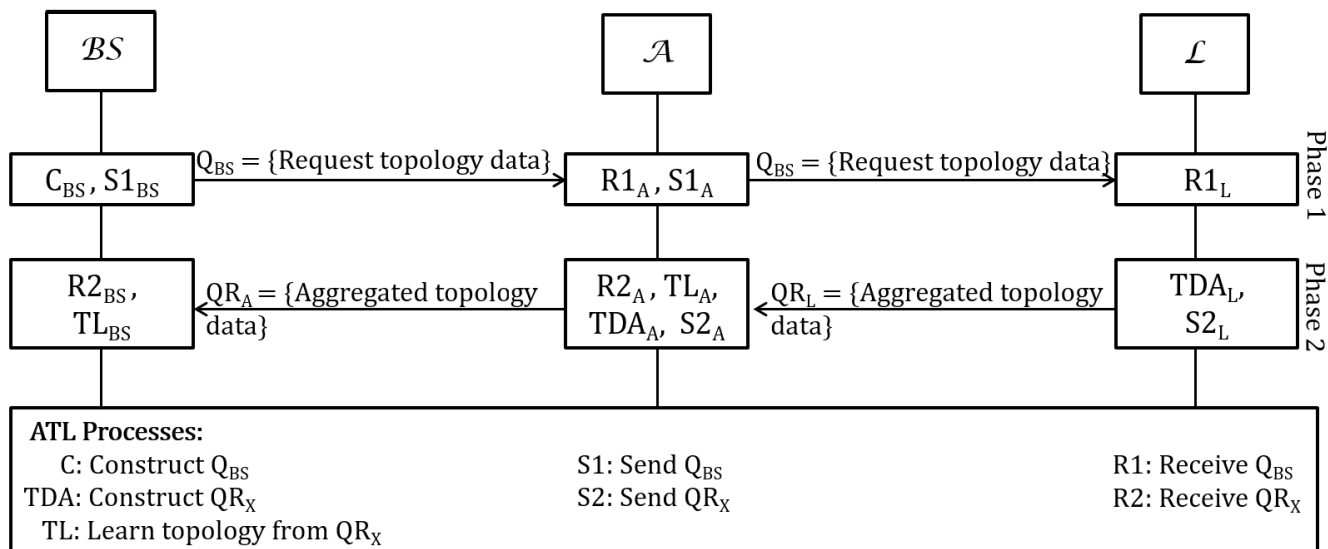 ℬ𝒮
𝒜
ℒ
Q_BS = {Request topology data}
Q_BS = {Request topology data}
C_BS, S1_BS
R1_A, S1_A
R1_L
Phase 1
R2_BS,
TL_BS
QR_A = {Aggregated topology
data}
R2_A, TL_A,
TDA_A, S2_A
QR_L = {Aggregated topology
data}
TDA_L,
S2_L
Phase 2
ATL Processes:
C: Construct Q_BS
S1: Send Q_BS
R1: Receive Q_BS
TDA: Construct QR_X
S2: Send QR_X
R2: Receive QR_X
TL: Learn topology from QR_X